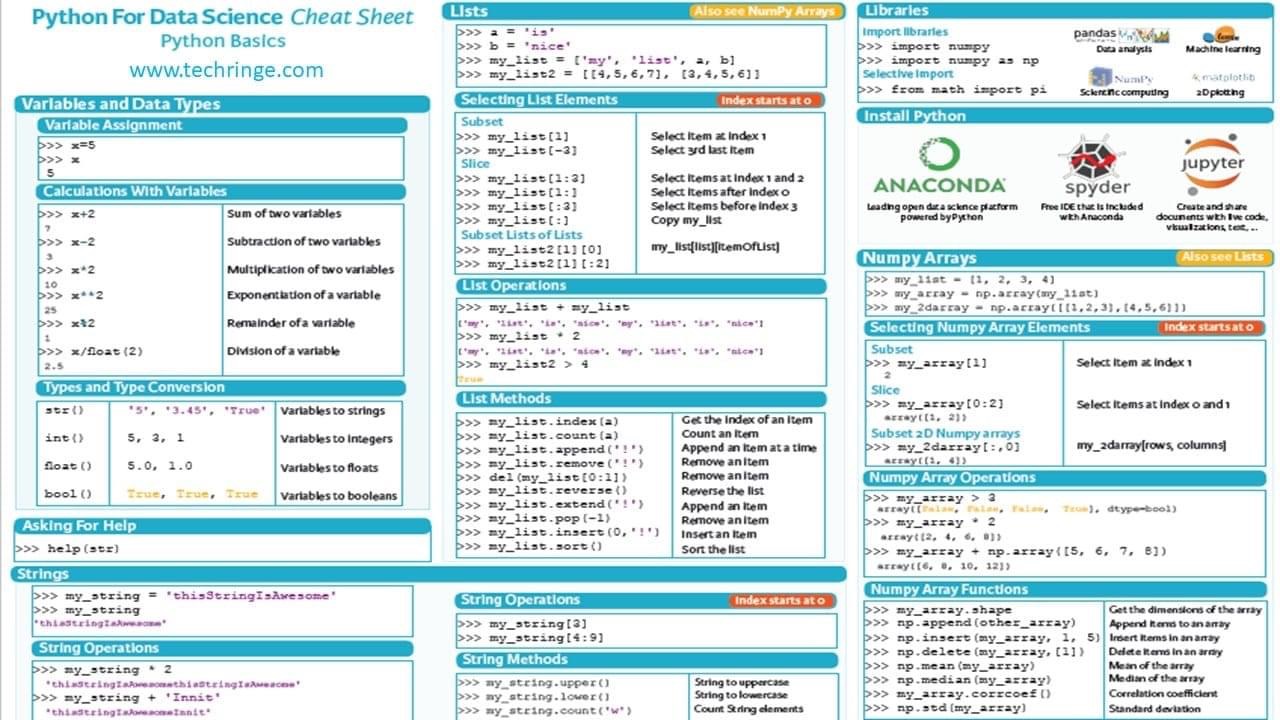 Python For Data Science Cheat Sheet
Python Basics
www.techringe.com
Variables and Data Types
Variable Assignment
>>> x=5
>>> x
5
Calculations With Variables
>>> x+2 Sum of two variables
7
>>> x-2 Subtraction of two variables
3
>>> x*2 Multiplication of two variables
10
>>> x**2 Exponentiation of a variable
25
>>> x%2 Remainder of a variable
1
>>> x/float(2) Division of a variable
2.5
Types and Type Conversion
str() '5', '3.45', 'True' Variables to strings
int() 5, 3, 1 Variables to integers
float() 5.0, 1.0 Variables to floats
bool() True, True, True Variables to booleans
Asking For Help
>>> help(str)
Strings
>>> my_string = 'thisStringIsAwesome'
>>> my_string
'thisStringIsAwesome'
String Operations
>>> my_string * 2
'thisStringIsAwesomethisStringIsAwesome'
>>> my_string + 'Innit'
'thisStringIsAwesomeInnit'
Lists Also see NumPy Arrays
>>> a = 'is'
>>> b = 'nice'
>>> my_list = ['my', 'list', a, b]
>>> my_list2 = [[4,5,6,7], [3,4,5,6]]
Selecting List Elements Index starts at 0
Subset
>>> my_list[1] Select item at index 1
>>> my_list[-3] Select 3rd last item
Slice
>>> my_list[1:3] Select items at index 1 and 2
>>> my_list[1:] Select items after index 0
>>> my_list[:3] Select items before index 3
>>> my_list[:] Copy my_list
Subset Lists of Lists
>>> my_list2[1][0] my_list[list][itemOfList]
>>> my_list2[1][:2]
List Operations
>>> my_list + my_list
['my', 'list', 'is', 'nice', 'my', 'list', 'is', 'nice']
>>> my_list * 2
['my', 'list', 'is', 'nice', 'my', 'list', 'is', 'nice']
>>> my_list2 > 4
True
List Methods
>>> my_list.index(a) Get the index of an item
>>> my_list.count(a) Count an item
>>> my_list.append('!') Append an item at a time
>>> my_list.remove('!') Remove an item
>>> del(my_list[0:1]) Remove an item
>>> my_list.reverse() Reverse the list
>>> my_list.extend('!') Append an item
>>> my_list.pop(-1) Remove an item
>>> my_list.insert(0,'!') Insert an item
>>> my_list.sort() Sort the list
String Operations Index starts at 0
>>> my_string[3]
>>> my_string[4:9]
String Methods
>>> my_string.upper() String to uppercase
>>> my_string.lower() String to lowercase
>>> my_string.count('w') Count String elements
Libraries
Import libraries
>>> import numpy
>>> import numpy as np
Selective import
>>> from math import pi
pandas
Data analysis
learn
Machine learning
NumPy
Scientific computing
matplotlib
2D plotting
Install Python
ANACONDA
Leading open data science platform
powered by Python
spyder
Free IDE that is included
with Anaconda
jupyter
Create and share
documents with live code,
visualizations, text, ...
Numpy Arrays Also see Lists
>>> my_list = [1, 2, 3, 4]
>>> my_array = np.array(my_list)
>>> my_2darray = np.array([[1,2,3],[4,5,6]])
Selecting Numpy Array Elements Index starts at 0
Subset
>>> my_array[1] Select item at index 1
2
Slice
>>> my_array[0:2] Select items at index 0 and 1
array([1, 2])
Subset 2D Numpy arrays
>>> my_2darray[:,0] my_2darray[rows, columns]
array([1, 4])
Numpy Array Operations
>>> my_array > 3
array([False, False, False, True], dtype=bool)
>>> my_array * 2
array([2, 4, 6, 8])
>>> my_array + np.array([5, 6, 7, 8])
array([6, 8, 10, 12])
Numpy Array Functions
>>> my_array.shape Get the dimensions of the array
>>> np.append(other_array) Append items to an array
>>> np.insert(my_array, 1, 5) Insert items in an array
>>> np.delete(my_array,[1]) Delete items in an array
>>> np.mean(my_array) Mean of the array
>>> np.median(my_array) Median of the array
>>> my_array.corrcoef() Correlation coefficient
>>> np.std(my_array) Standard deviation